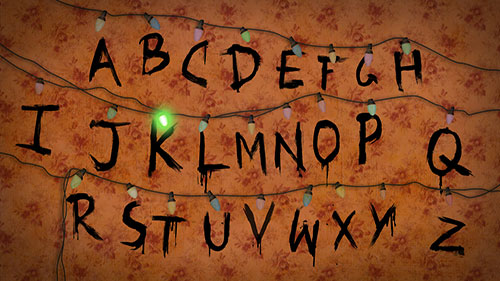 ABCDEFGH
IJKLMNOPQ
RSTUVWXYZ